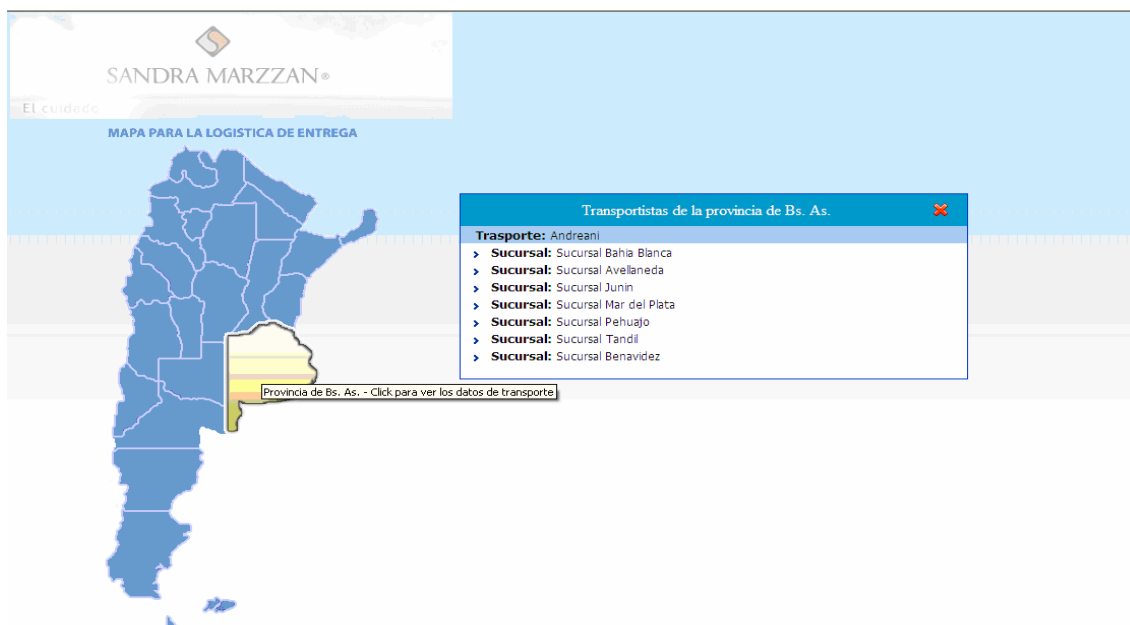 SANDRA MARZZAN®
El cuidado
MAPA PARA LA LOGISTICA DE ENTREGA
Transportistas de la provincia de Bs. As.
Trasporte: Andreani
Sucursal: Sucursal Bahia Blanca
Sucursal: Sucursal Avellaneda
Sucursal: Sucursal Junin
Sucursal: Sucursal Mar del Plata
Sucursal: Sucursal Pehuajo
Sucursal: Sucursal Tandil
Sucursal: Sucursal Benavidez
Provincia de Bs. As. - Click para ver los datos de transporte